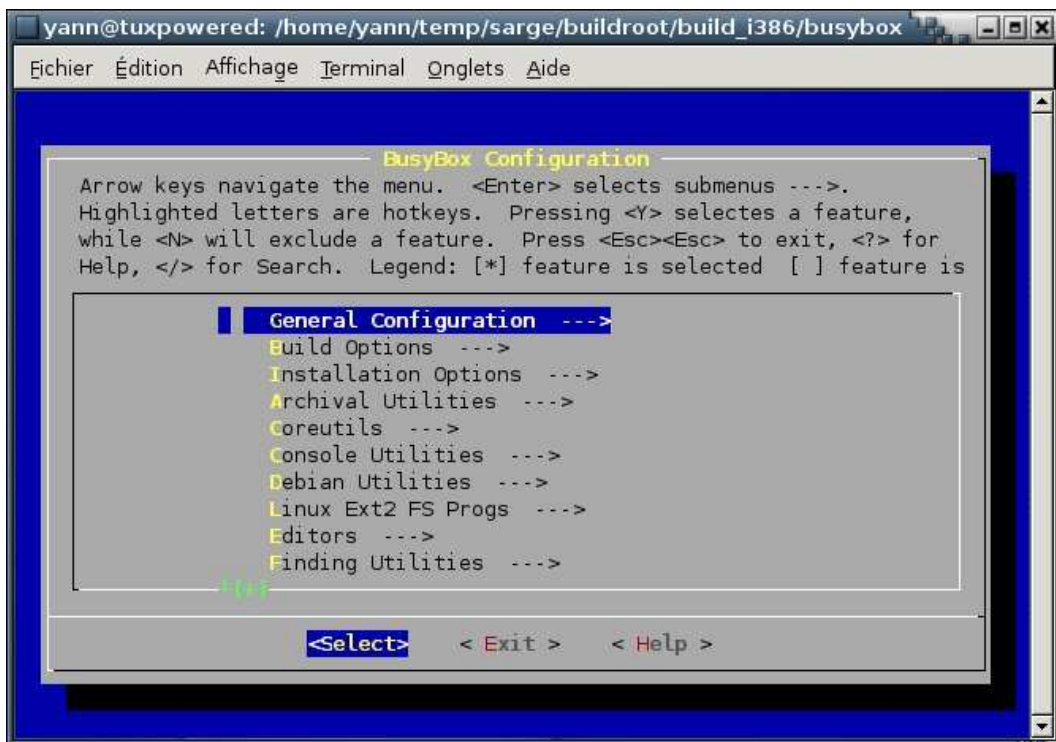 yann@tuxpowered: /home/yann/temp/sarge/buildroot/build_i386/busybox
Fichier Édition Affichage Terminal Onglets Aide
BusyBox Configuration
Arrow keys navigate the menu. <Enter> selects submenus --->.
Highlighted letters are hotkeys. Pressing <Y> selectes a feature,
while <N> will exclude a feature. Press <Esc><Esc> to exit, <?> for
Help, </> for Search. Legend: [*] feature is selected [ ] feature is
General Configuration --->
Build Options --->
Installation Options --->
Archival Utilities --->
Coreutils --->
Console Utilities --->
Debian Utilities --->
Linux Ext2 FS Progs --->
Editors --->
Finding Utilities --->
<Select> < Exit > < Help >